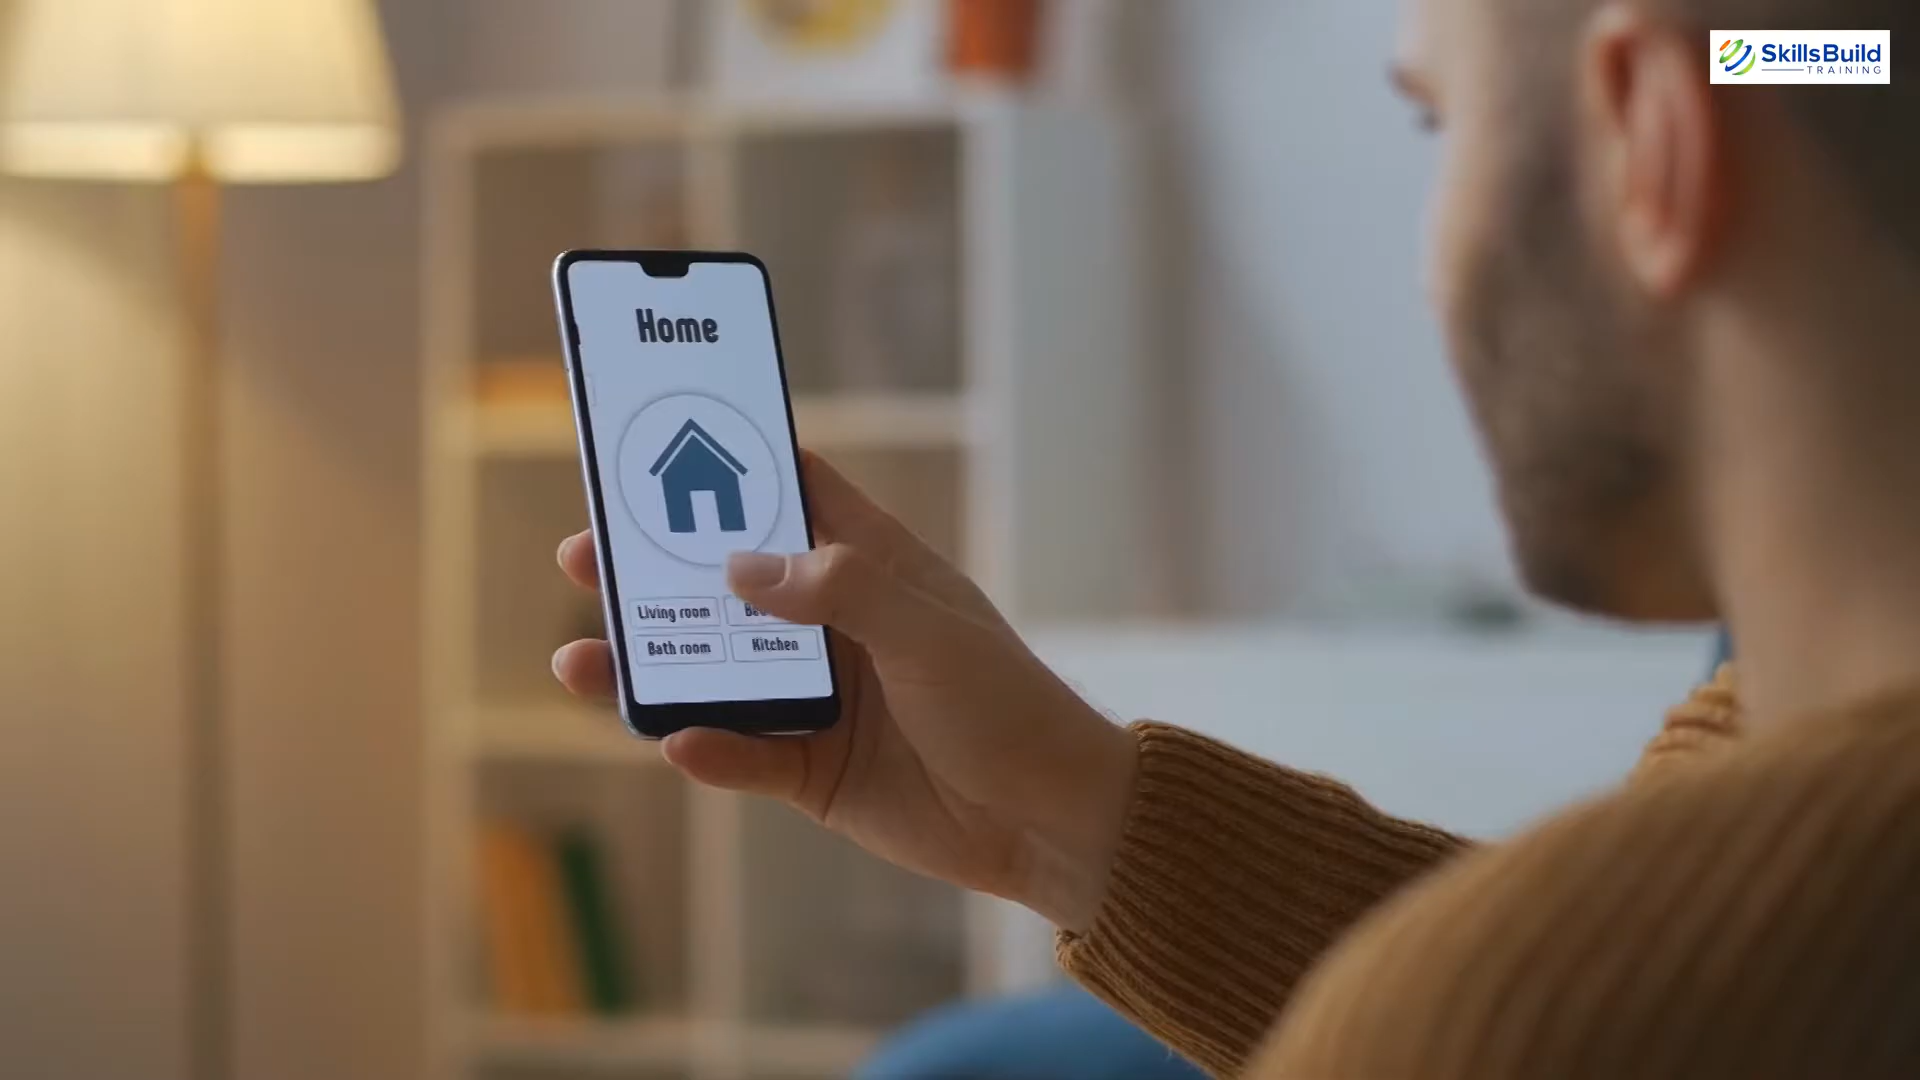 SkillsBuild
TRAINING
Home
Living room
Bath room
Kitchen